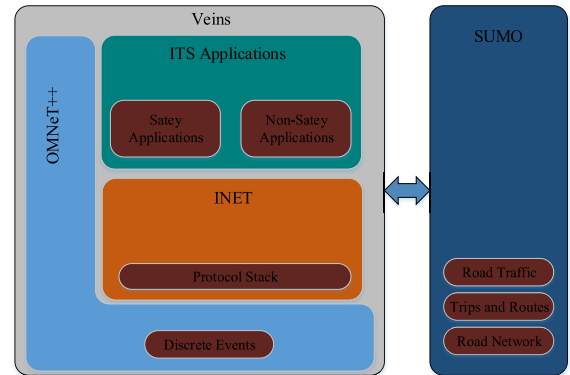 Veins
OMNeT++
ITS Applications
Satey
Applications
Non-Satey
Applications
INET
Protocol Stack
Discrete Events
SUMO
Road Traffic
Trips and Routes
Road Network